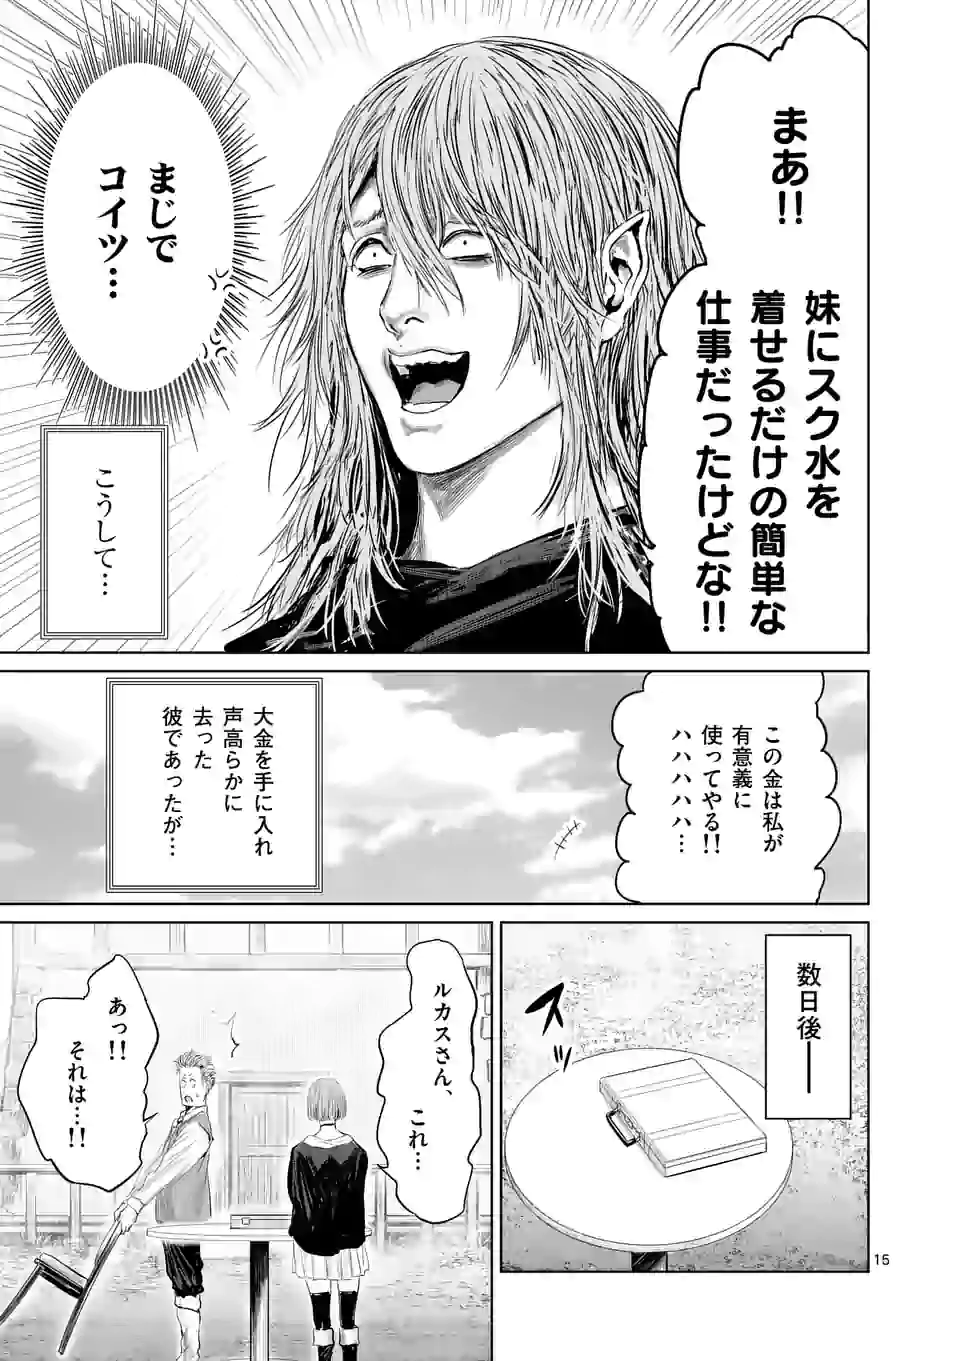 まあ!!
妹にスク水を
着せるだけの簡単な
仕事だったけどな!!
まじで
コイツ…
こうして…
この金は私が
有意義に
使ってやる!!
ハハハハハ…
大金を手に入れ
声高らかに
去った
彼であったが…
数日後——
スッ
ルカスさん、
これ…
あっ!!
それは…!!
15